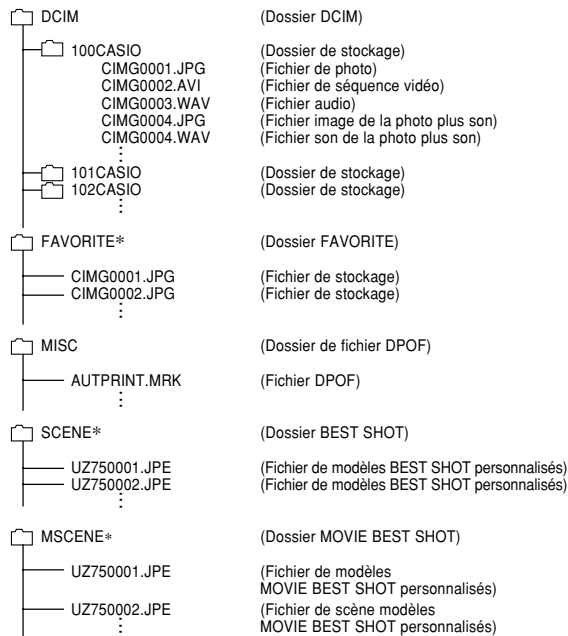 DCIM (Dossier DCIM)
100CASIO (Dossier de stockage)
CIMG0001.JPG (Fichier de photo)
CIMG0002.AVI (Fichier de séquence vidéo)
CIMG0003.WAV (Fichier audio)
CIMG0004.JPG (Fichier image de la photo plus son)
CIMG0004.WAV (Fichier son de la photo plus son)
101CASIO (Dossier de stockage)
102CASIO (Dossier de stockage)
FAVORITE* (Dossier FAVORITE)
CIMG0001.JPG (Fichier de stockage)
CIMG0002.JPG (Fichier de stockage)
MISC (Dossier de fichier DPOF)
AUTPRINT.MRK (Fichier DPOF)
SCENE* (Dossier BEST SHOT)
UZ750001.JPE (Fichier de modèles BEST SHOT personnalisés)
UZ750002.JPE (Fichier de modèles BEST SHOT personnalisés)
MSCENE* (Dossier MOVIE BEST SHOT)
UZ750001.JPE (Fichier de modèles
MOVIE BEST SHOT personnalisés)
UZ750002.JPE (Fichier de scène modèles
MOVIE BEST SHOT personnalisés)